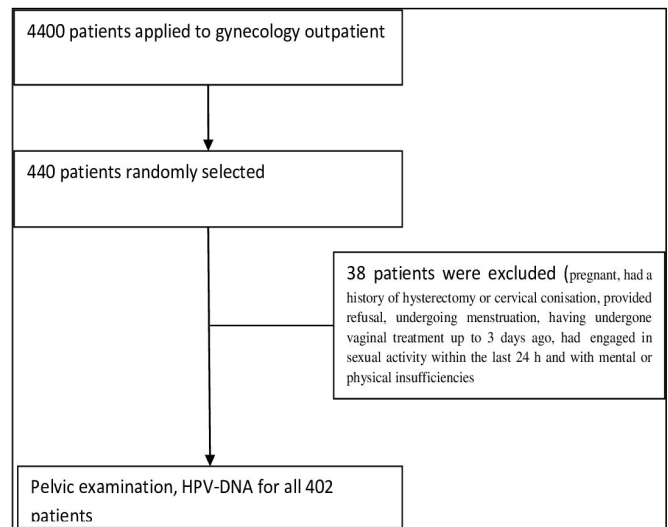 4400 patients applied to gynecology outpatient
440 patients randomly selected
38 patients were excluded (pregnant, had a
history of hysterectomy or cervical conisation, provided
refusal, undergoing menstruation, having undergone
vaginal treatment up to 3 days ago, had engaged in
sexual activity within the last 24 h and with mental or
physical insufficiencies
Pelvic examination, HPV-DNA for all 402
patients